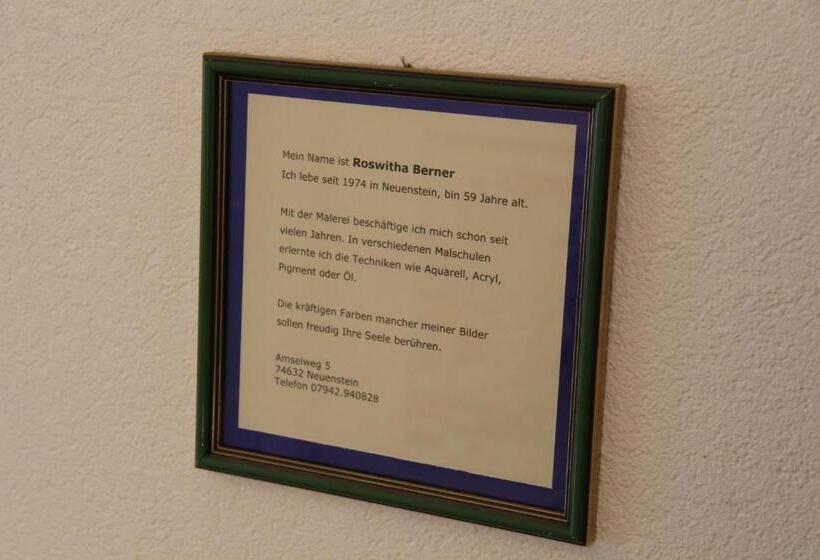 Mein Name ist Roswitha Berner
Ich lebe seit 1974 in Neuenstein, bin 59 Jahre alt.
Mit der Malerei beschäftige ich mich schon seit
vielen Jahren. In verschiedenen Malschulen
erlernte ich die Techniken wie Aquarell, Acryl,
Pigment oder Öl.
Die kräftigen Farben mancher meiner Bilder
sollen freudig Ihre Seele berühren.
Amselweg 5
74632 Neuenstein
Telefon 07942.940828